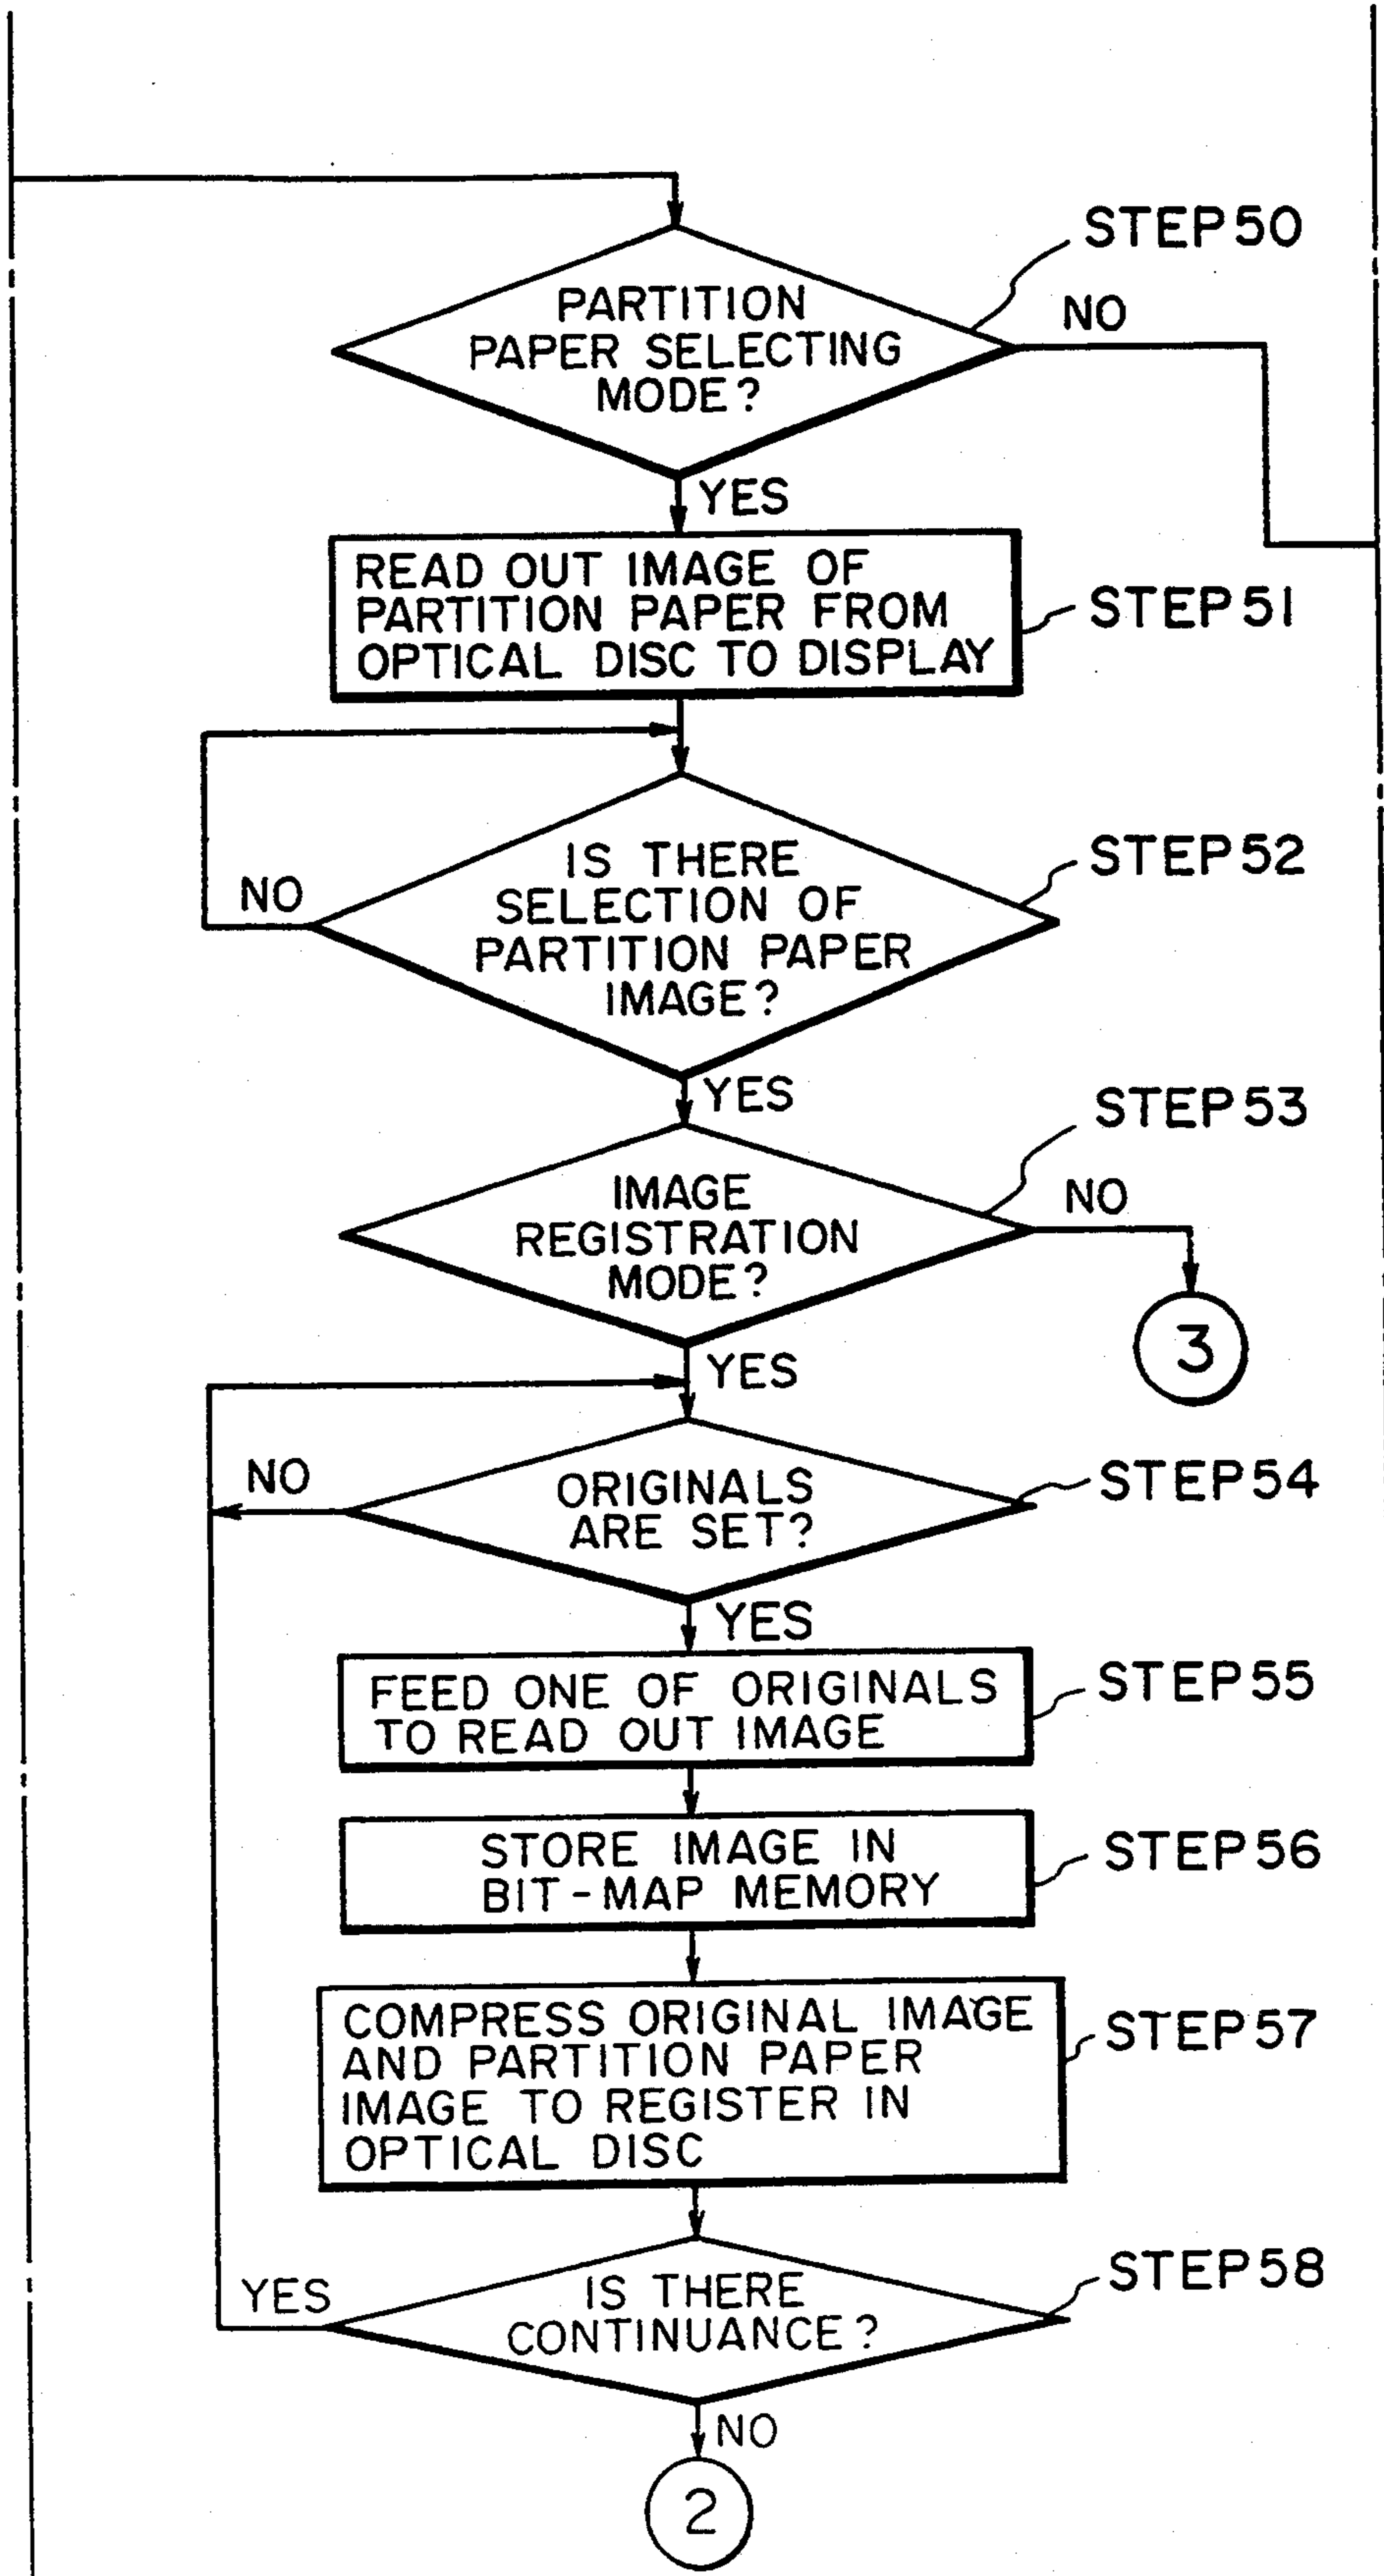 STEP50
PARTITION
PAPER SELECTING
MODE?
NO
YES
READ OUT IMAGE OF
PARTITION PAPER FROM
OPTICAL DISC TO DISPLAY
STEP51
IS THERE
SELECTION OF
PARTITION PAPER
IMAGE?
STEP52
NO
YES
STEP53
IMAGE
REGISTRATION
MODE?
NO
3
YES
ORIGINALS
ARE SET?
STEP54
NO
YES
FEED ONE OF ORIGINALS
TO READ OUT IMAGE
STEP55
STORE IMAGE IN
BIT-MAP MEMORY
STEP56
COMPRESS ORIGINAL IMAGE
AND PARTITION PAPER
IMAGE TO REGISTER IN
OPTICAL DISC
STEP57
IS THERE
CONTINUANCE?
STEP58
YES
NO
2